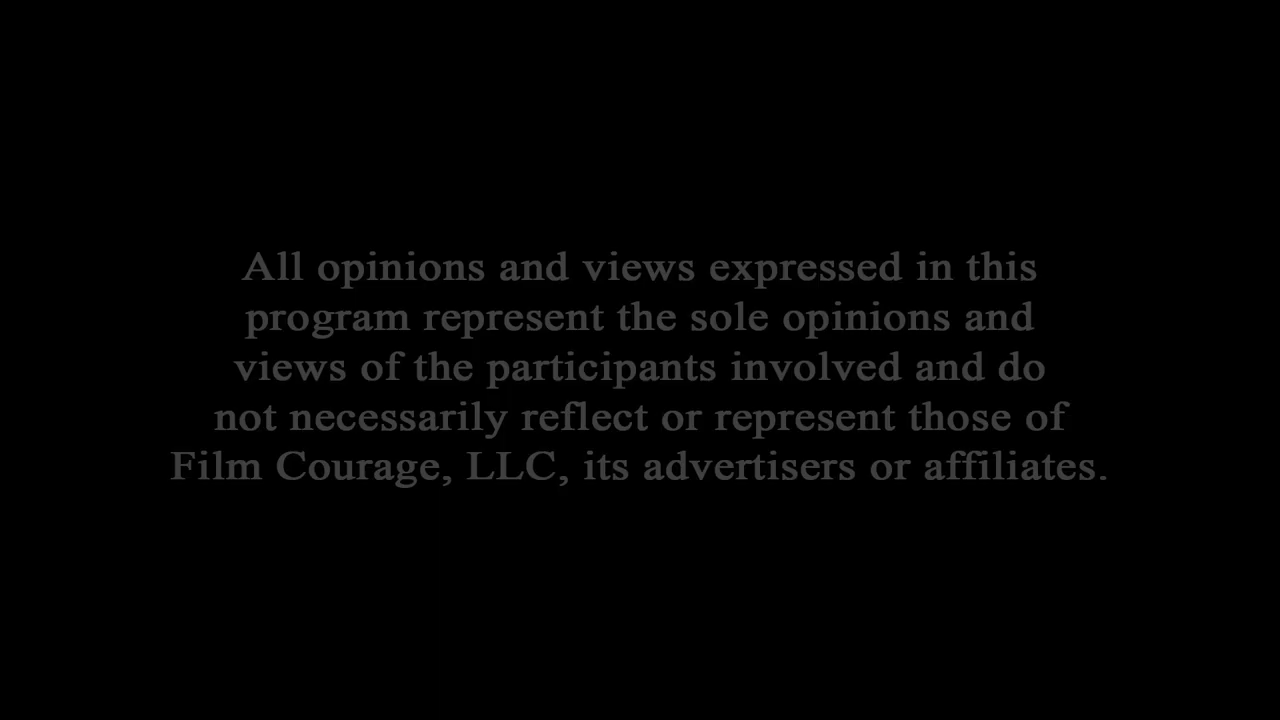 All opinions and views expressed in this
program represent the sole opinions and
views of the participants involved and do
not necessarily reflect or represent those of
Film Courage, LLC, its advertisers or affiliates.